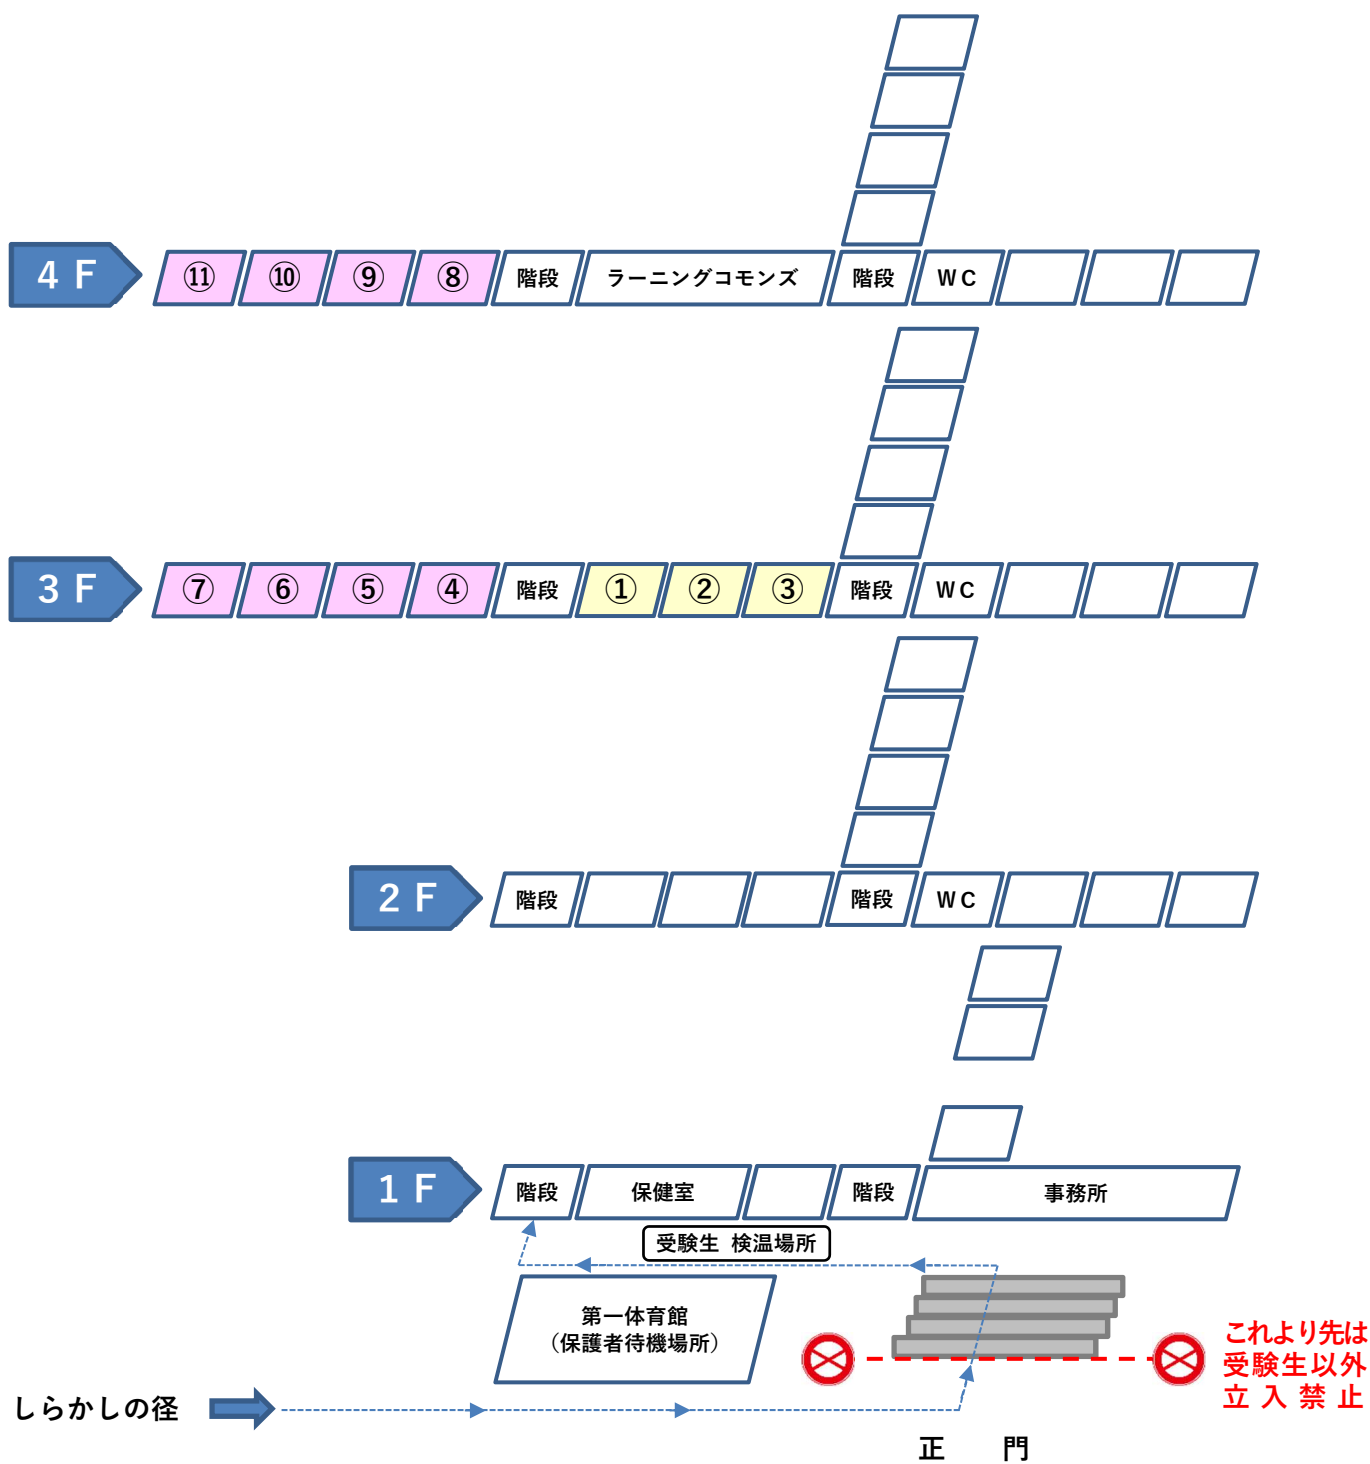 4 F
⑪ ⑩ ⑨ ⑧ 階段 ラーニングコモンズ 階段 WC
3 F
⑦ ⑥ ⑤ ④ 階段 ① ② ③ 階段 WC
2 F
階段 階段 WC
1 F
階段 保健室 階段 事務所
受験生 検温場所
第一体育館
（保護者待機場所）
これより先は
受験生以外
立入禁止
しらかしの径
正 門